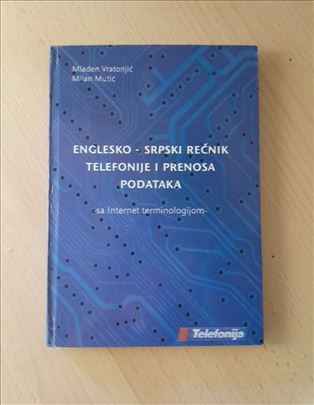 Mladen Vratonjić
Milan Mutić
ENGLESKO - SRPSKI REČNIK
TELEFONIJE I PRENOSA
PODATAKA
-sa Internet terminologijom-
Telefonija